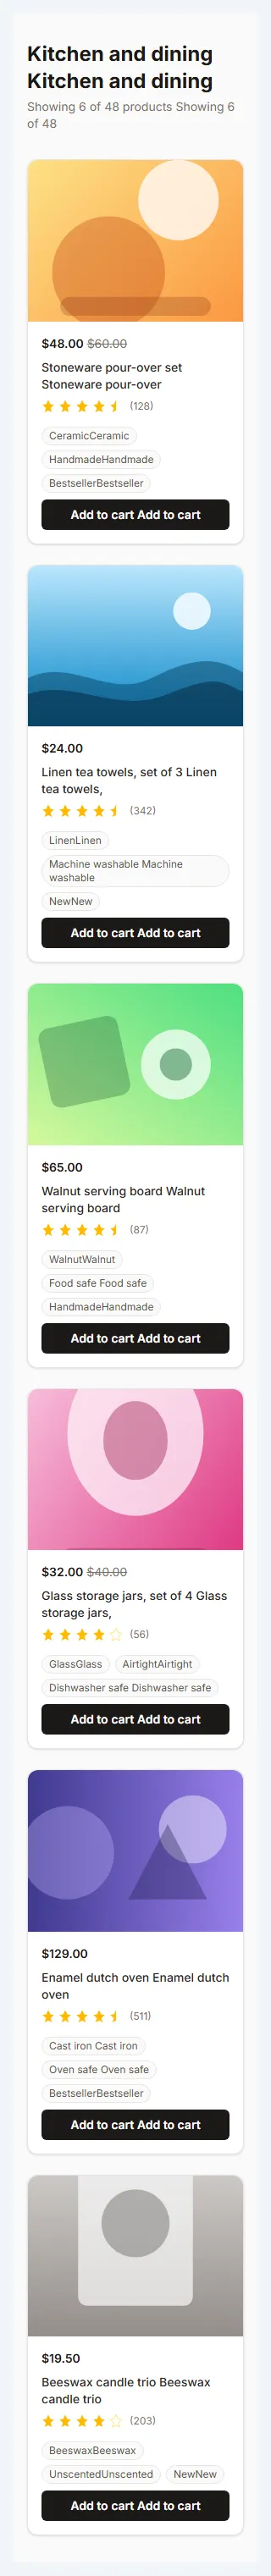 Kitchen and dining
Kitchen and dining
Showing 6 of 48 products Showing 6
of 48
$48.00 $60.00
Stoneware pour-over set
Stoneware pour-over
(128)
CeramicCeramic
HandmadeHandmade
BestsellerBestseller
Add to cart Add to cart
$24.00
Linen tea towels, set of 3 Linen
tea towels,
(342)
LinenLinen
Machine washable Machine
washable
NewNew
Add to cart Add to cart
$65.00
Walnut serving board Walnut
serving board
(87)
WalnutWalnut
Food safe Food safe
HandmadeHandmade
Add to cart Add to cart
$32.00 $40.00
Glass storage jars, set of 4 Glass
storage jars,
(56)
GlassGlass AirtightAirtight
Dishwasher safe Dishwasher safe
Add to cart Add to cart
$129.00
Enamel dutch oven Enamel dutch
oven
(511)
Cast iron Cast iron
Oven safe Oven safe
BestsellerBestseller
Add to cart Add to cart
$19.50
Beeswax candle trio Beeswax
candle trio
(203)
BeeswaxBeeswax
UnscentedUnscented NewNew
Add to cart Add to cart